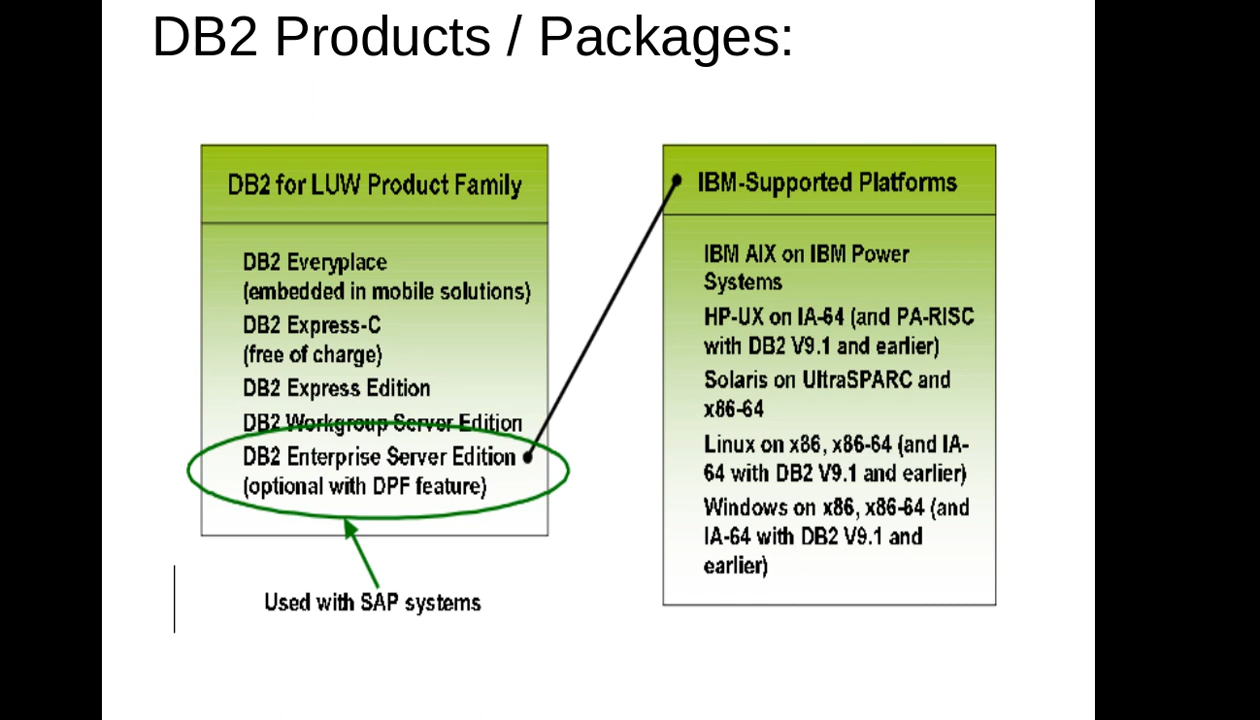 DB2 Products / Packages:
DB2 for LUW Product Family
DB2 Everyplace
(embedded in mobile solutions)
DB2 Express-C
(free of charge)
DB2 Express Edition
DB2 Workgroup Server Edition
DB2 Enterprise Server Edition
(optional with DPF feature)
Used with SAP systems
IBM-Supported Platforms
IBM AIX on IBM Power
Systems
HP-UX on IA-64 (and PA-RISC
with DB2 V9.1 and earlier)
Solaris on UltraSPARC and
x86-64
Linux on x86, x86-64 (and IA-
64 with DB2 V9.1 and earlier)
Windows on x86, x86-64 (and
IA-64 with DB2 V9.1 and
earlier)